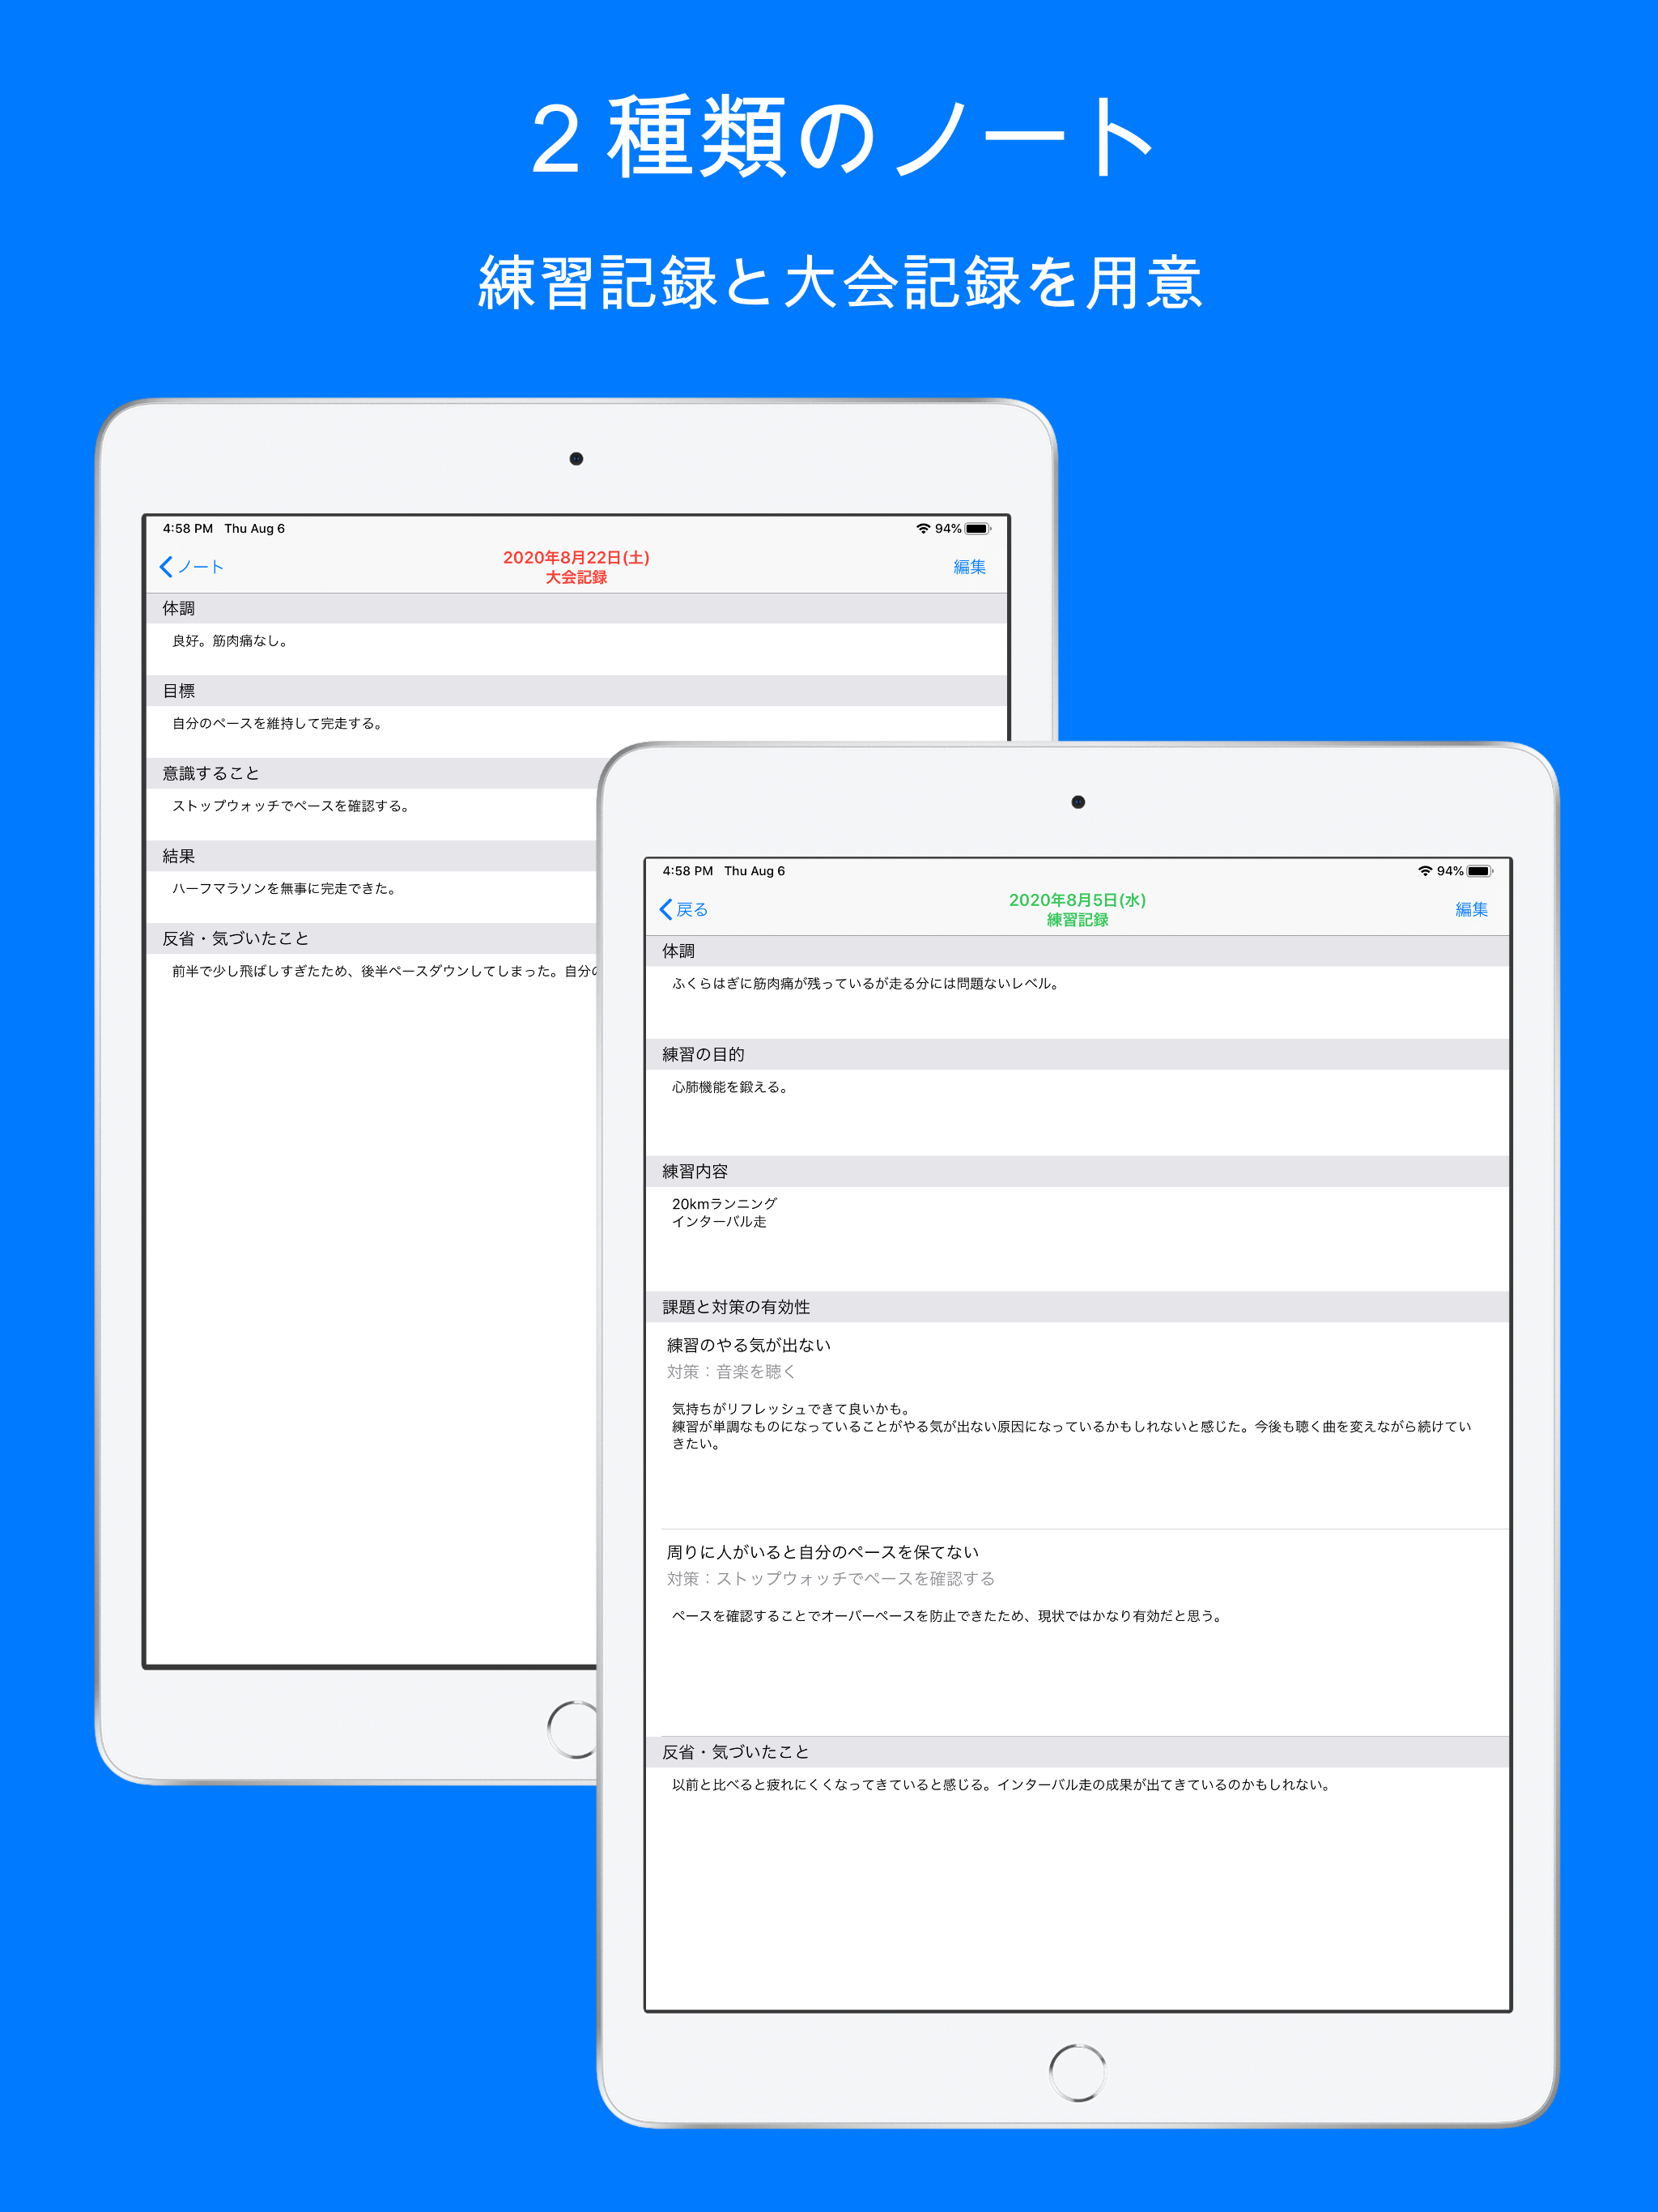 ２種類のノート
練習記録と大会記録を用意
4:58 PM Thu Aug 6
94%
ノート
2020年8月22日(土)
大会記録
編集
体調
良好。筋肉痛なし。
目標
自分のペースを維持して完走する。
意識すること
ストップウォッチでペースを確認する。
結果
ハーフマラソンを無事に完走できた。
反省・気づいたこと
前半で少し飛ばしすぎたため、後半ペースダウンしてしまった。自分の
4:58 PM Thu Aug 6
94%
戻る
2020年8月5日(水)
練習記録
編集
体調
ふくらはぎに筋肉痛が残っているが走る分には問題ないレベル。
練習の目的
心肺機能を鍛える。
練習内容
20kmランニング
インターバル走
課題と対策の有効性
練習のやる気が出ない
対策：音楽を聴く
気持ちがリフレッシュできて良いかも。
練習が単調なものになっていることがやる気が出ない原因になっているかもしれないと感じた。今後も聴く曲を変えながら続けてい
きたい。
周りに人がいると自分のペースを保てない
対策：ストップウォッチでペースを確認する
ペースを確認することでオーバーペースを防止できたため、現状ではかなり有効だと思う。
反省・気づいたこと
以前と比べると疲れにくくなってきていると感じる。インターバル走の成果が出てきているのかもしれない。